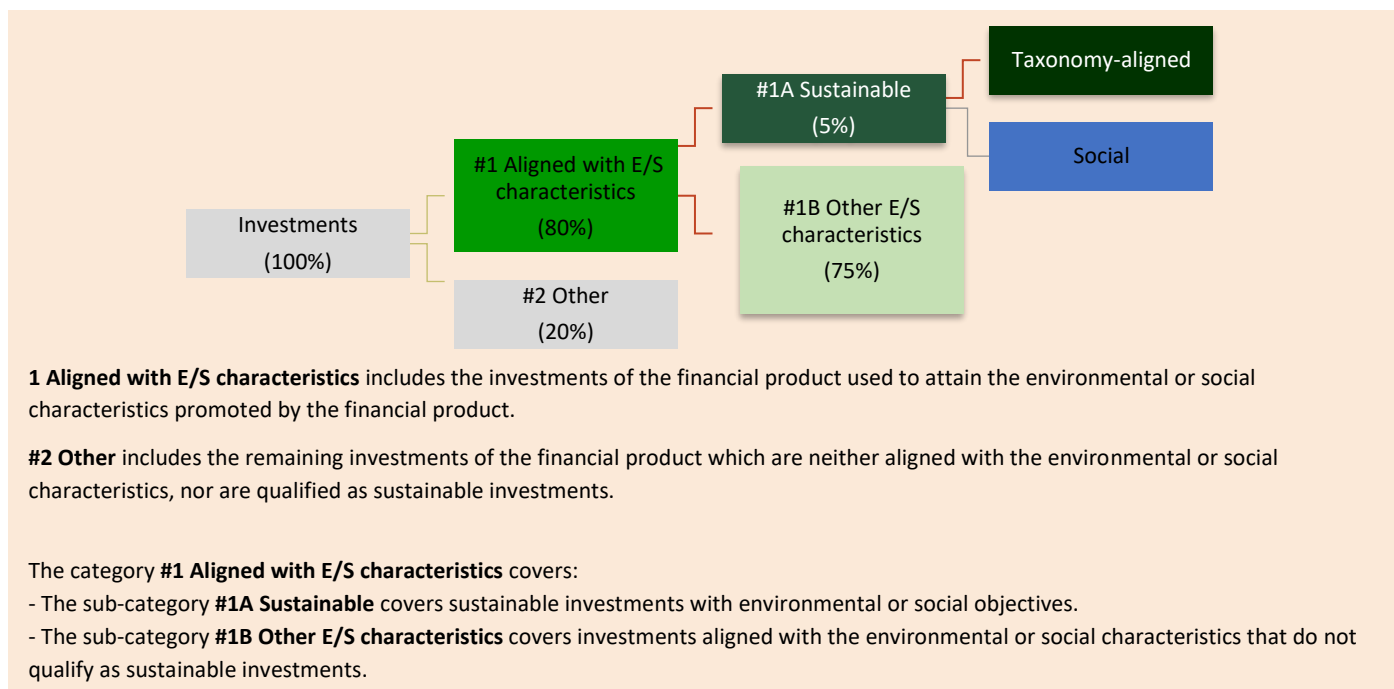 Taxonomy-aligned
#1A Sustainable
(5%)
Social
#1 Aligned with E/S
characteristics
(80%)
#1B Other E/S
characteristics
(75%)
Investments
(100%)
#2 Other
(20%)
1 Aligned with E/S characteristics includes the investments of the financial product used to attain the environmental or social
characteristics promoted by the financial product.
#2 Other includes the remaining investments of the financial product which are neither aligned with the environmental or social
characteristics, nor are qualified as sustainable investments.
The category #1 Aligned with E/S characteristics covers:
- The sub-category #1A Sustainable covers sustainable investments with environmental or social objectives.
- The sub-category #1B Other E/S characteristics covers investments aligned with the environmental or social characteristics that do not
qualify as sustainable investments.